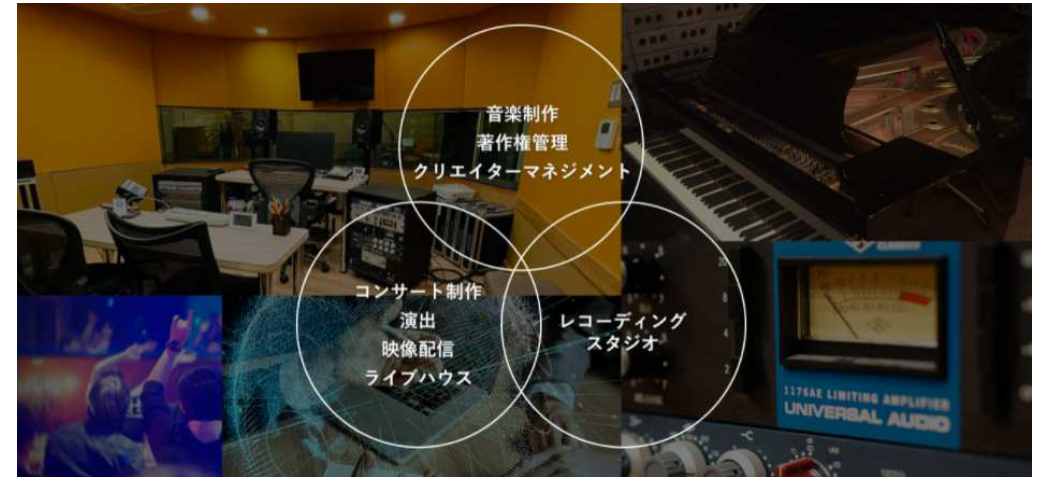 音楽制作
著作権管理
クリエイターマネジメント
コンサート制作
演出
映像配信
ライブハウス
レコーディング
スタジオ
1176AE LIMITING AMPLIFIER
UNIVERSAL AUDIO